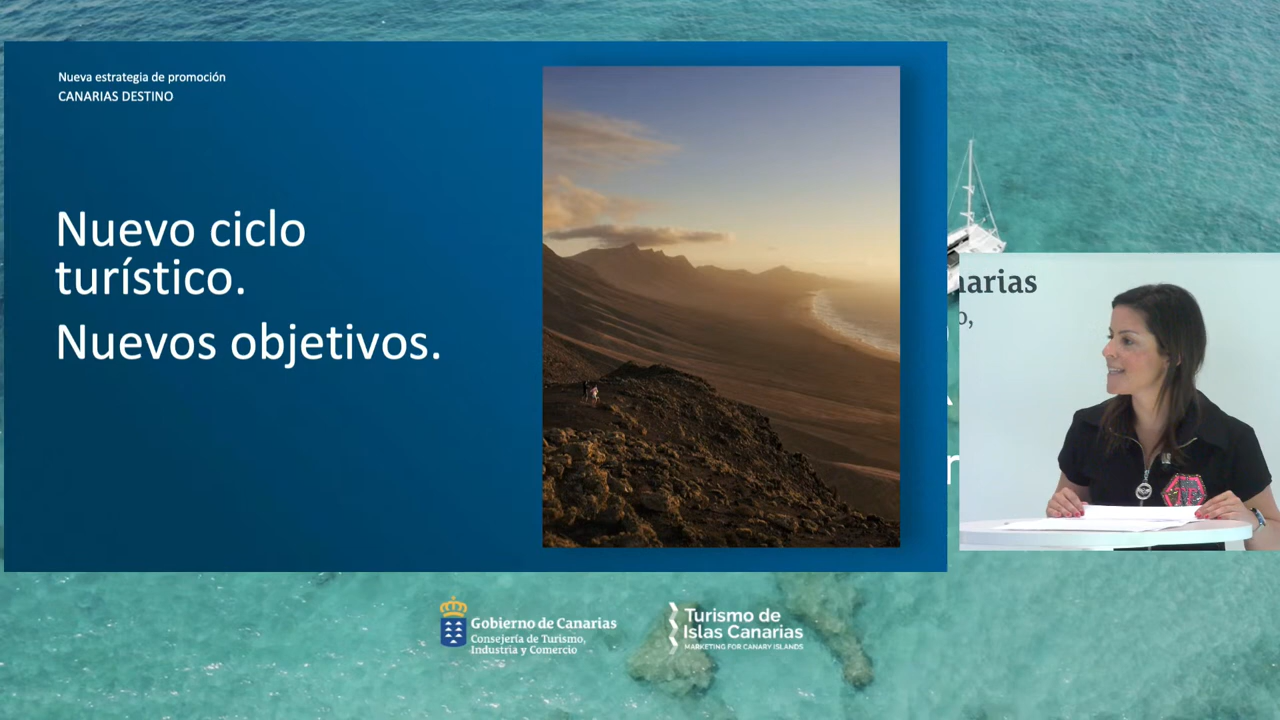 Nueva estrategia de promoción
CANARIAS DESTINO
Nuevo ciclo
turístico.
Nuevos objetivos.
Gobierno de Canarias
Consejería de Turismo,
Industria y Comercio
Turismo de
Islas Canarias
MARKETING FOR CANARY ISLANDS